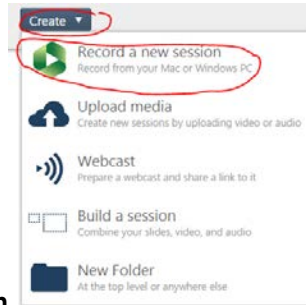 Create
Record a new session
Record from your Mac or Windows PC
Upload media
Create new sessions by uploading video or audio
Webcast
Prepare a webcast and share a link to it
Build a session
Combine your slides, video, and audio
New Folder
At the top level or anywhere else